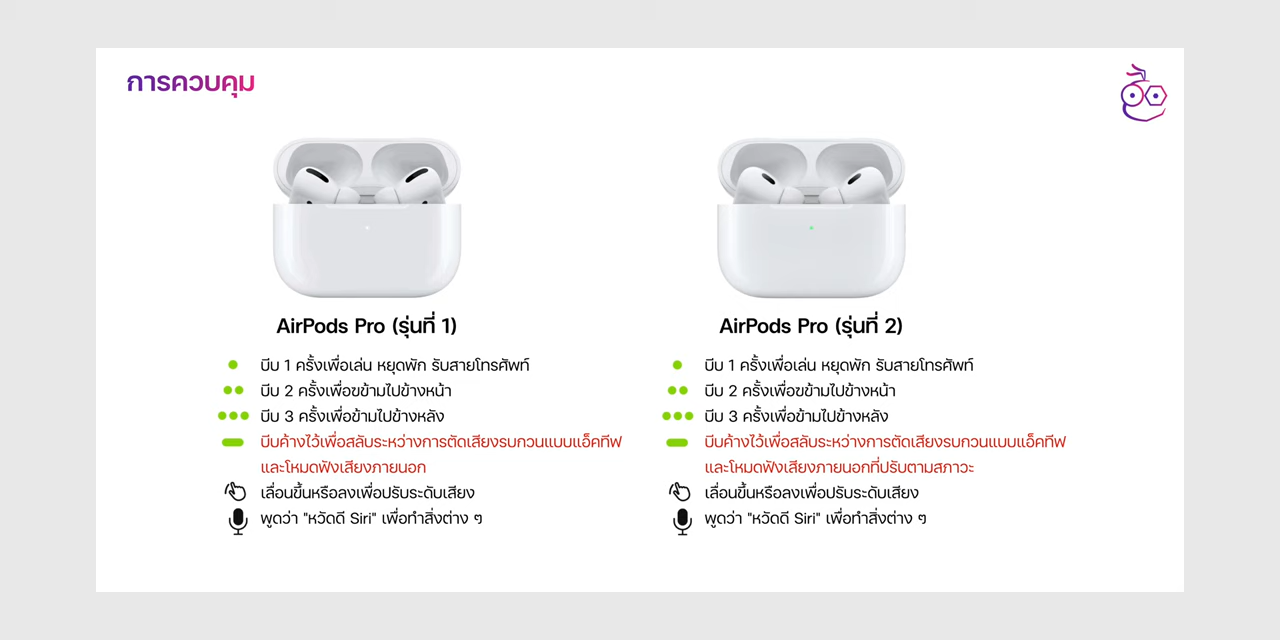 การควบคุม
AirPods Pro (รุ่นที่ 1)
บีบ 1 ครั้งเพื่อเล่น หยุดพัก รับสายโทรศัพท์
บีบ 2 ครั้งเพื่อขข้ามไปข้างหน้า
บีบ 3 ครั้งเพื่อข้ามไปข้างหลัง
บีบค้างไว้เพื่อสลับระหว่างการตัดเสียงรบกวนแบบแอ็คทีฟ
และโหมดฟังเสียงภายนอก
เลื่อนขึ้นหรือลงเพื่อปรับระดับเสียง
พูดว่า "หวัดดี Siri" เพื่อทำสิ่งต่าง ๆ
AirPods Pro (รุ่นที่ 2)
บีบ 1 ครั้งเพื่อเล่น หยุดพัก รับสายโทรศัพท์
บีบ 2 ครั้งเพื่อขข้ามไปข้างหน้า
บีบ 3 ครั้งเพื่อข้ามไปข้างหลัง
บีบค้างไว้เพื่อสลับระหว่างการตัดเสียงรบกวนแบบแอ็คทีฟ
และโหมดฟังเสียงภายนอกที่ปรับตามสภาวะ
เลื่อนขึ้นหรือลงเพื่อปรับระดับเสียง
พูดว่า "หวัดดี Siri" เพื่อทำสิ่งต่าง ๆ